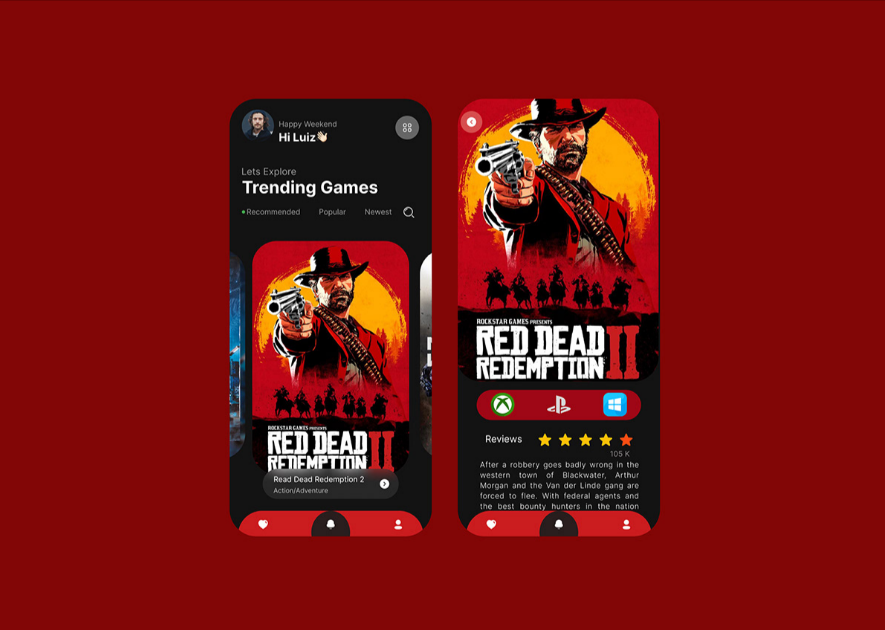 Happy Weekend
Hi Luiz👋🏻
Lets Explore
Trending Games
Recommended Popular Newest
ROCKSTAR GAMES PRESENTS
RED DEAD
REDEMPTION II
Read Dead Redemption 2
Action/Adventure
ROCKSTAR GAMES PRESENTS
RED DEAD
REDEMPTION II
Reviews
105 K
After a robbery goes badly wrong in the
western town of Blackwater, Arthur
Morgan and the Van der Linde gang are
forced to flee. With federal agents and
the best bounty hunters in the nation